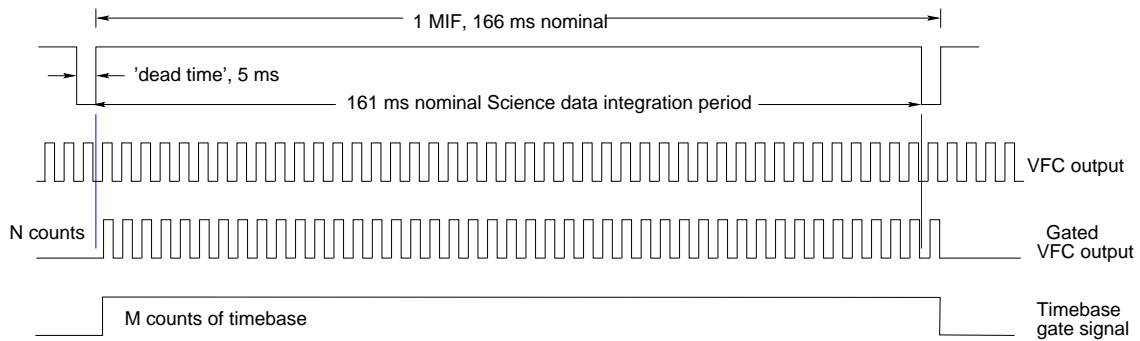 1 MIF, 166 ms nominal
'dead time', 5 ms
161 ms nominal Science data integration period
VFC output
N counts
Gated
VFC output
M counts of timebase
Timebase
gate signal